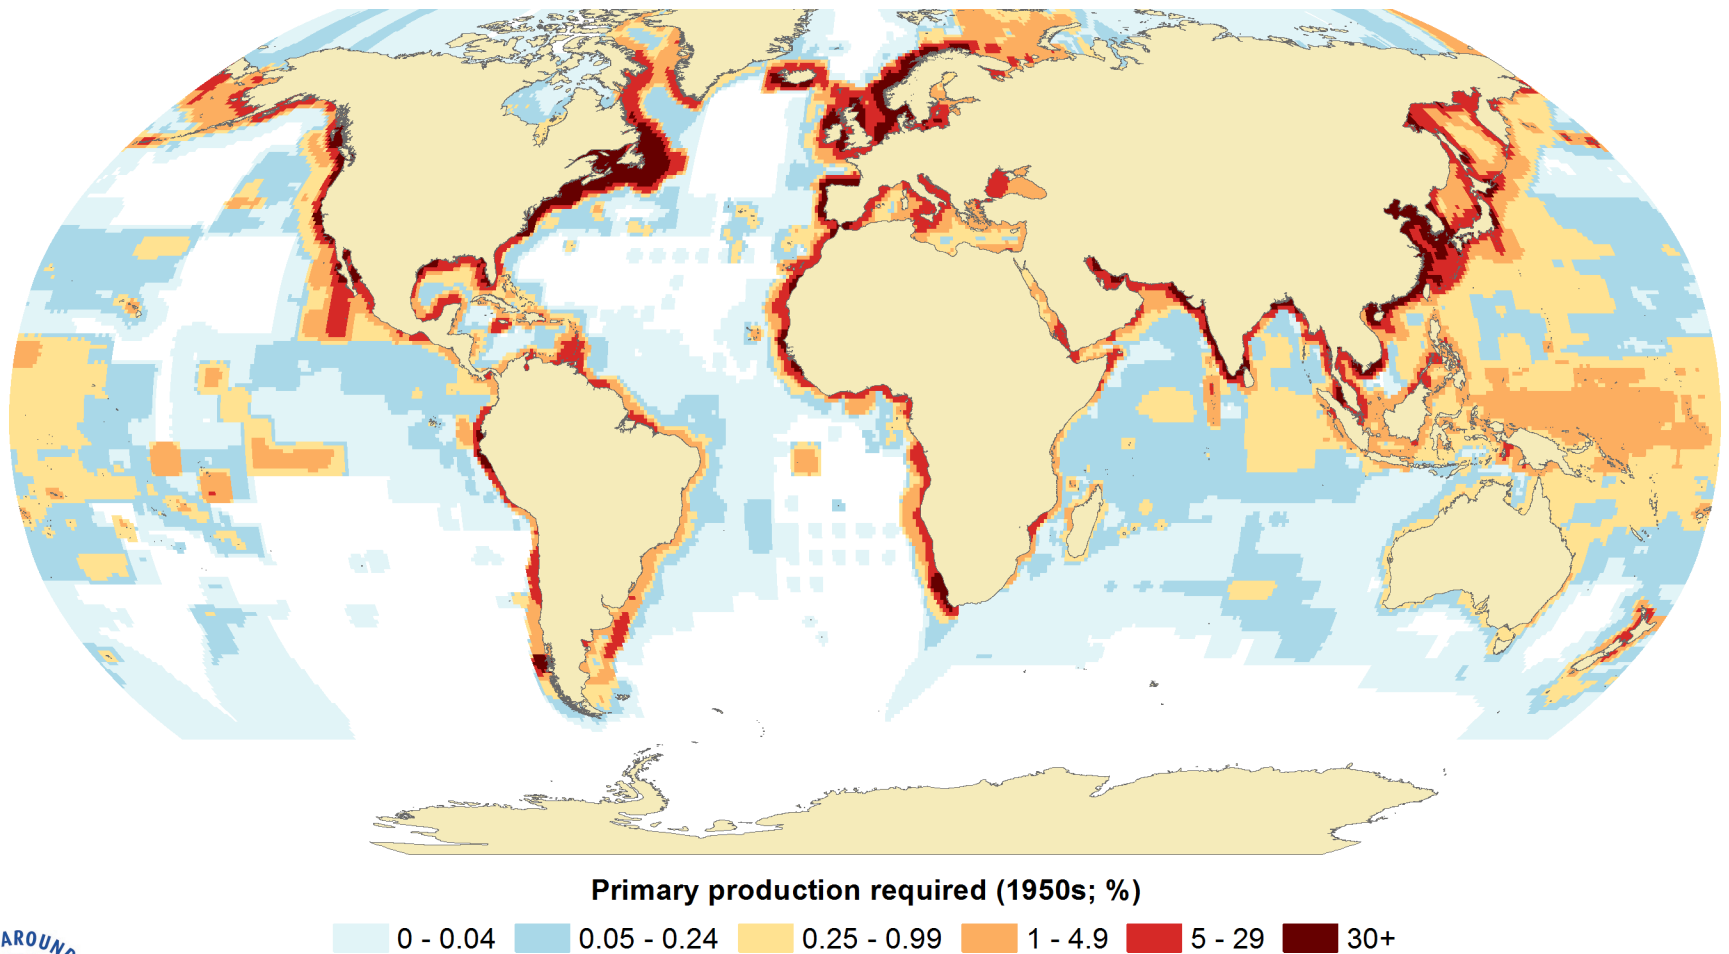 Primary production required (1950s; %)
0 - 0.04 0.05 - 0.24 0.25 - 0.99 1 - 4.9 5 - 29 30+
AROUND